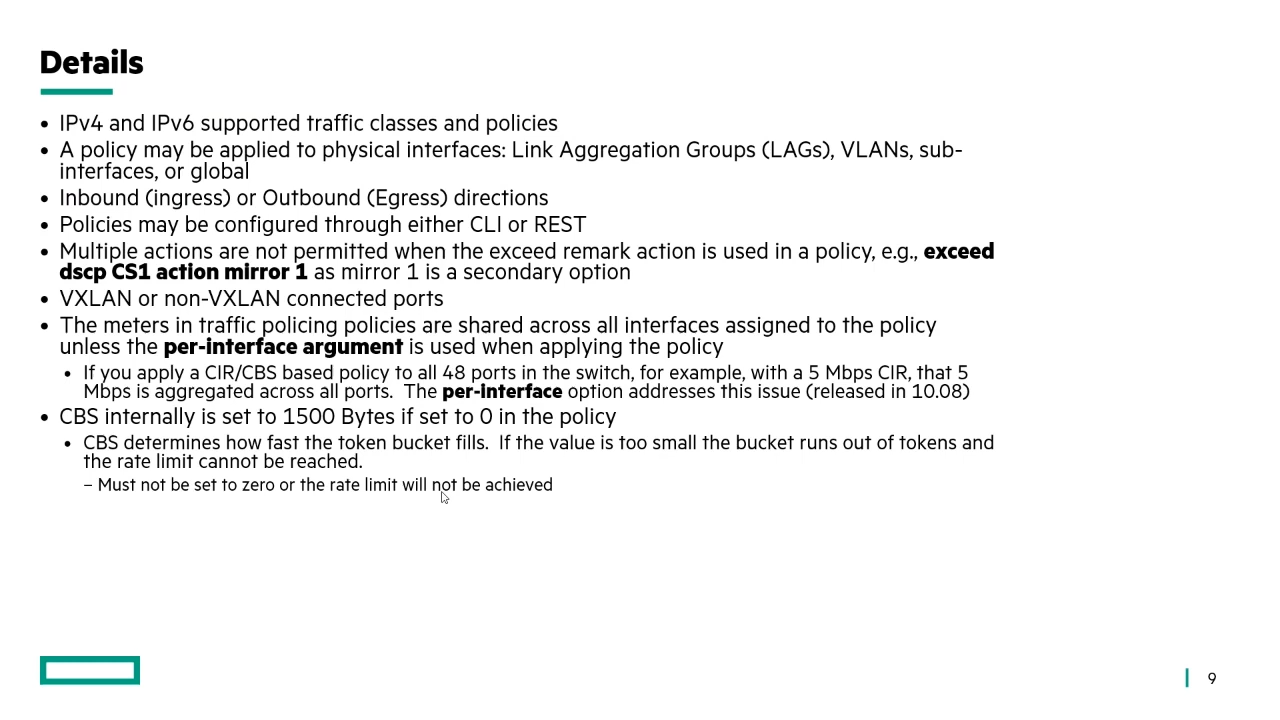 Details
• IPv4 and IPv6 supported traffic classes and policies
• A policy may be applied to physical interfaces: Link Aggregation Groups (LAGs), VLANs, sub-
interfaces, or global
• Inbound (ingress) or Outbound (Egress) directions
• Policies may be configured through either CLI or REST
• Multiple actions are not permitted when the exceed remark action is used in a policy, e.g., exceed
dscp CS1 action mirror 1 as mirror 1 is a secondary option
• VXLAN or non-VXLAN connected ports
• The meters in traffic policing policies are shared across all interfaces assigned to the policy
unless the per-interface argument is used when applying the policy
• If you apply a CIR/CBS based policy to all 48 ports in the switch, for example, with a 5 Mbps CIR, that 5
Mbps is aggregated across all ports.  The per-interface option addresses this issue (released in 10.08)
• CBS internally is set to 1500 Bytes if set to 0 in the policy
• CBS determines how fast the token bucket fills.  If the value is too small the bucket runs out of tokens and
the rate limit cannot be reached.
– Must not be set to zero or the rate limit will not be achieved
9